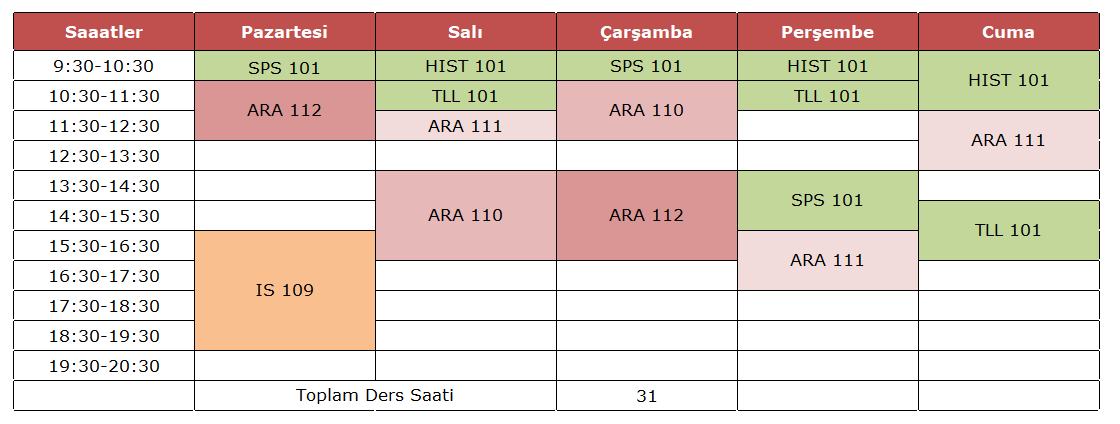 Saaatler Pazartesi Salı Çarşamba Perşembe Cuma
9:30-10:30 SPS 101 HIST 101 SPS 101 HIST 101 HIST 101
10:30-11:30 ARA 112 TLL 101 ARA 110 TLL 101
11:30-12:30 ARA 111 ARA 111
12:30-13:30
13:30-14:30 ARA 110 ARA 112 SPS 101
14:30-15:30 TLL 101
15:30-16:30 IS 109 ARA 111
16:30-17:30
17:30-18:30
18:30-19:30
19:30-20:30
Toplam Ders Saati 31